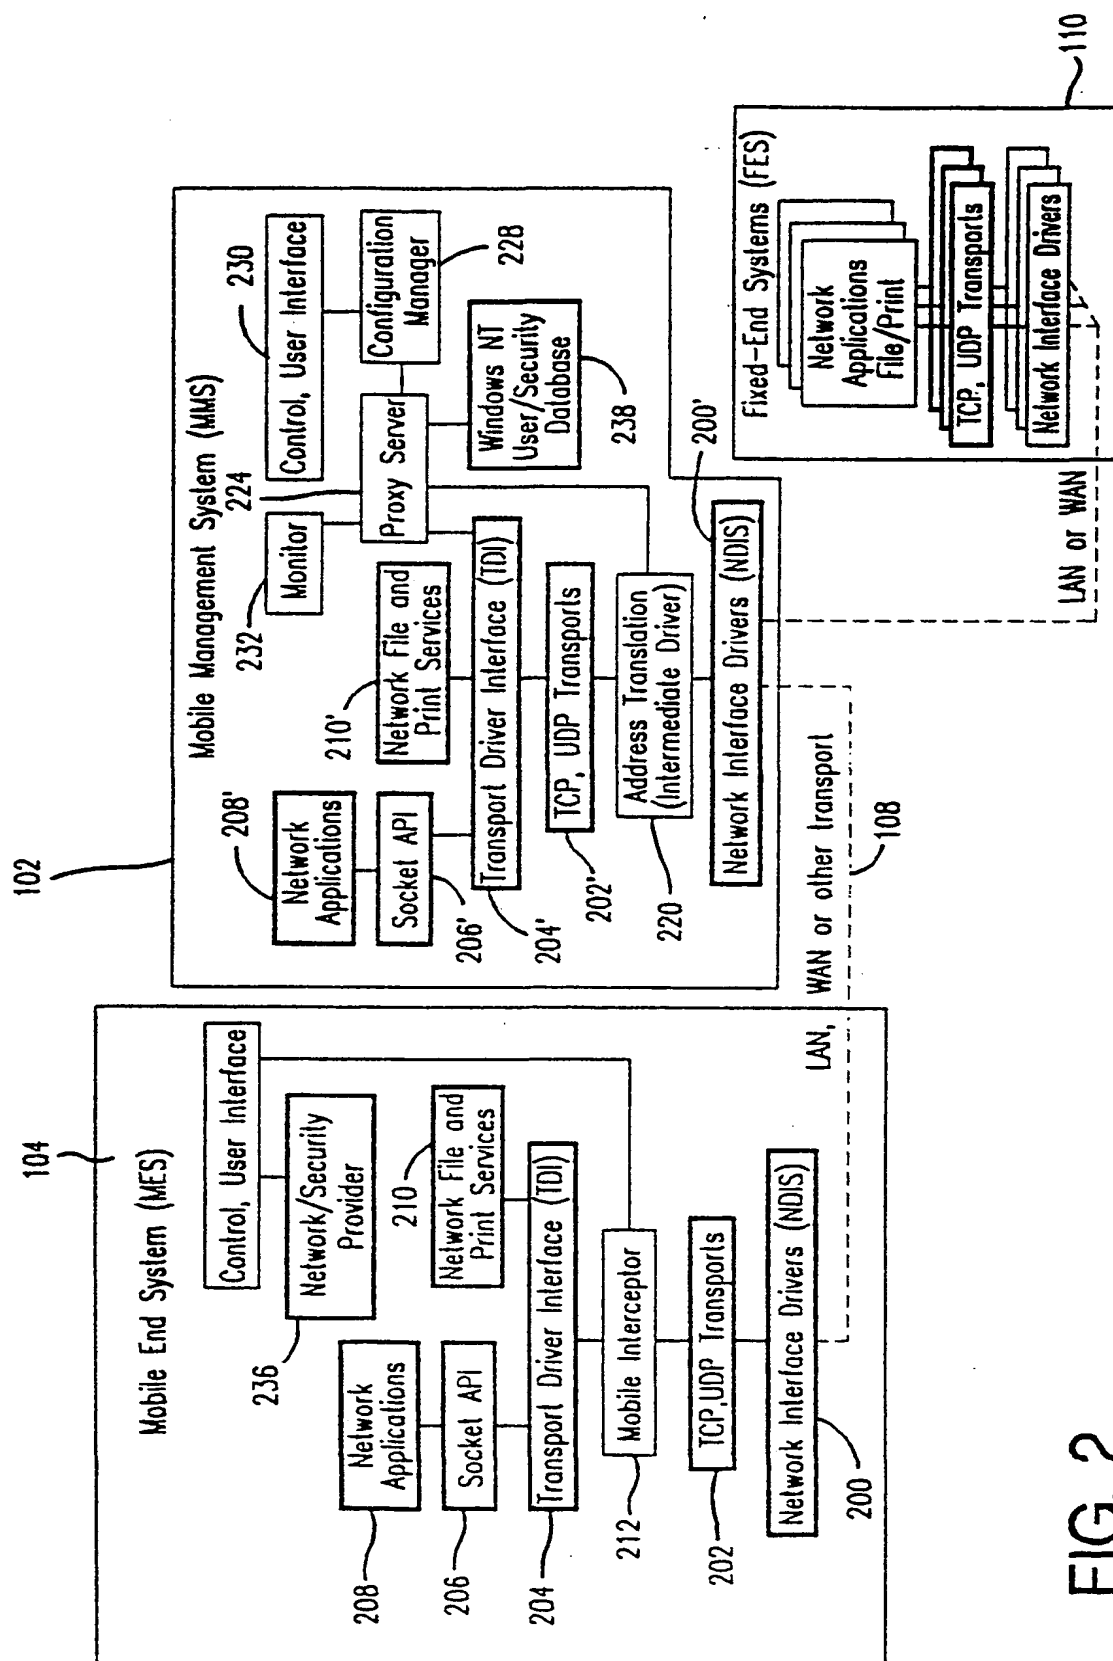 104
Mobile End System (MES)
Control, User Interface
Network/Security
Provider
236
Network
Applications
208
Socket API
206
210
Network File and
Print Services
Transport Driver Interface (TDI)
204
Mobile Interceptor
212
TCP,UDP Transports
202
Network Interface Drivers (NDIS)
200
102
Mobile Management System (MMS)
230
Control, User Interface
224
232
Monitor
Proxy Server
Configuration
Manager
228
Windows NT
User/Security
Database
238
208'
Network
Applications
210'
Network File and
Print Services
Socket API
206'
Transport Driver Interface (TDI)
204'
TCP, UDP Transports
202'
Address Translation
(Intermediate Driver)
220
Network Interface Drivers (NDIS)
200'
LAN, WAN or other transport
108
Fixed-End Systems (FES)
Network
Applications
File/Print
TCP, UDP Transports
Network Interface Drivers
110
LAN or WAN
FIG. 2